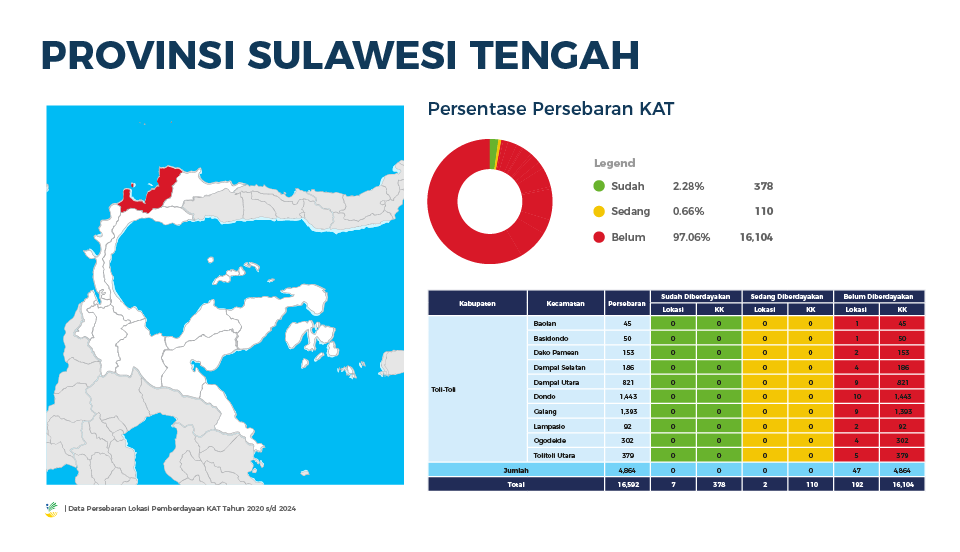 PROVINSI SULAWESI TENGAH
Persentase Persebaran KAT
Legend
Sudah 2.28% 378
Sedang 0.66% 110
Belum 97.06% 16,104
Kabupaten Kecamasan Persebaran Sudah Diberdayakan Sedang Diberdayakan Belum Diberdayakan
Lokasi KK Lokasi KK Lokasi KK
Toli-Toli
Baolan 45 0 0 0 0 1 45
Basidondo 50 0 0 0 0 1 50
Dako Pamean 153 0 0 0 0 2 153
Dampal Selatan 186 0 0 0 0 4 186
Dampal Utara 821 0 0 0 0 9 821
Dondo 1,443 0 0 0 0 10 1,443
Galang 1,393 0 0 0 0 9 1,393
Lampasio 92 0 0 0 0 2 92
Ogodeide 302 0 0 0 0 4 302
Tolitoli Utara 379 0 0 0 0 5 379
Jumlah 4,864 0 0 0 0 47 4,864
Total 16,592 7 378 2 110 192 16,104
| Data Persebaran Lokasi Pemberdayaan KAT Tahun 2020 s/d 2024